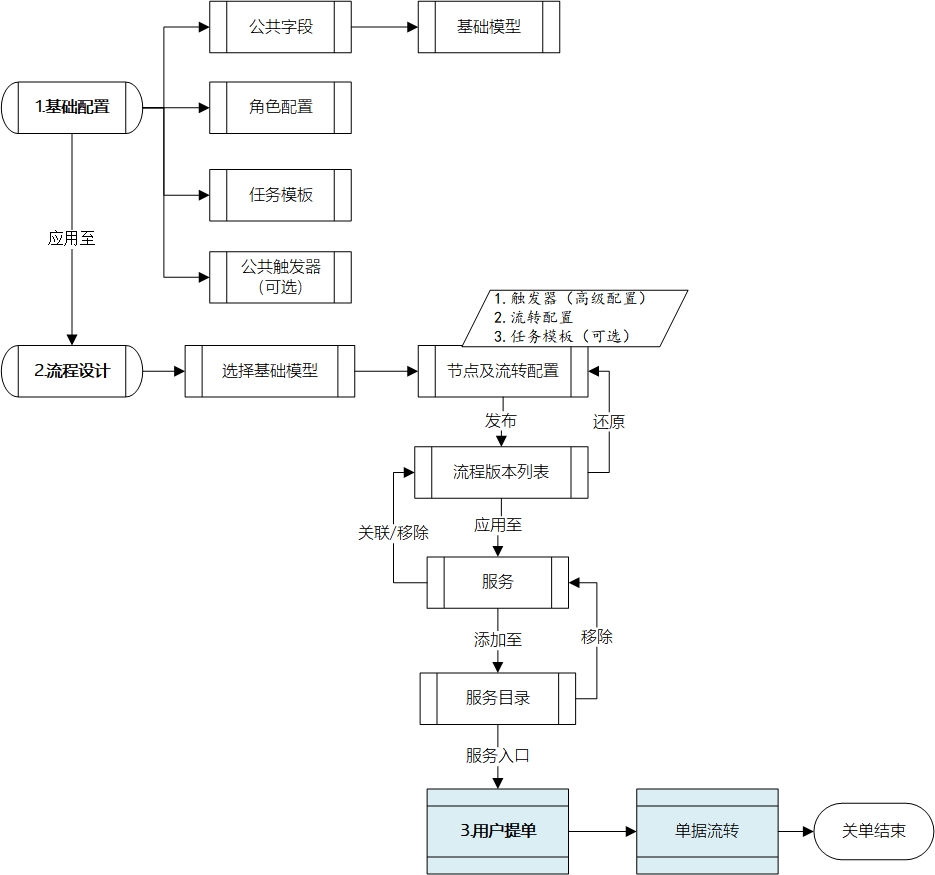 公共字段
基础模型
1.基础配置
角色配置
任务模板
应用至
公共触发器
(可选)
1. 触发器（高级配置）
2. 流转配置
3. 任务模板（可选）
2.流程设计
选择基础模型
节点及流转配置
发布
还原
流程版本列表
应用至
关联/移除
服务
添加至
移除
服务目录
服务入口
3.用户提单
单据流转
关单结束